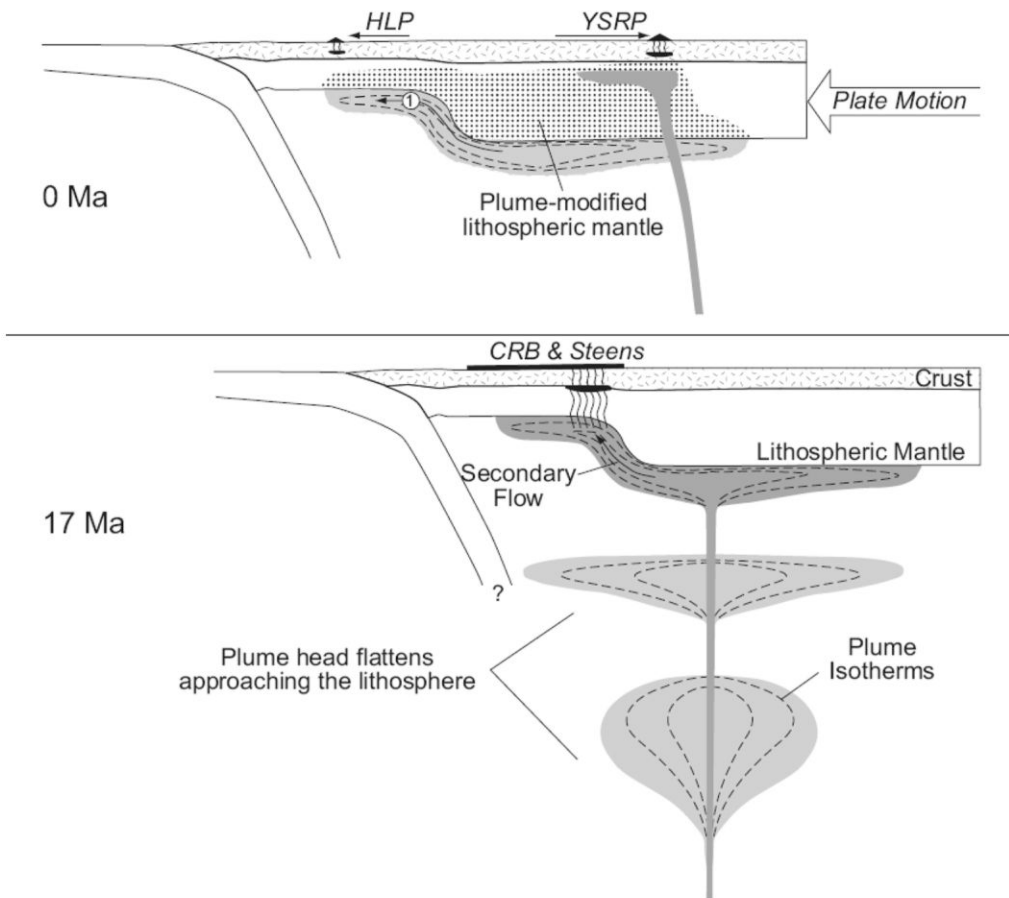 HLP
YSRP
Plate Motion
1
0 Ma
Plume-modified
lithospheric mantle
CRB & Steens
Crust
Lithospheric Mantle
Secondary
Flow
17 Ma
?
Plume head flattens
approaching the lithosphere
Plume
Isotherms